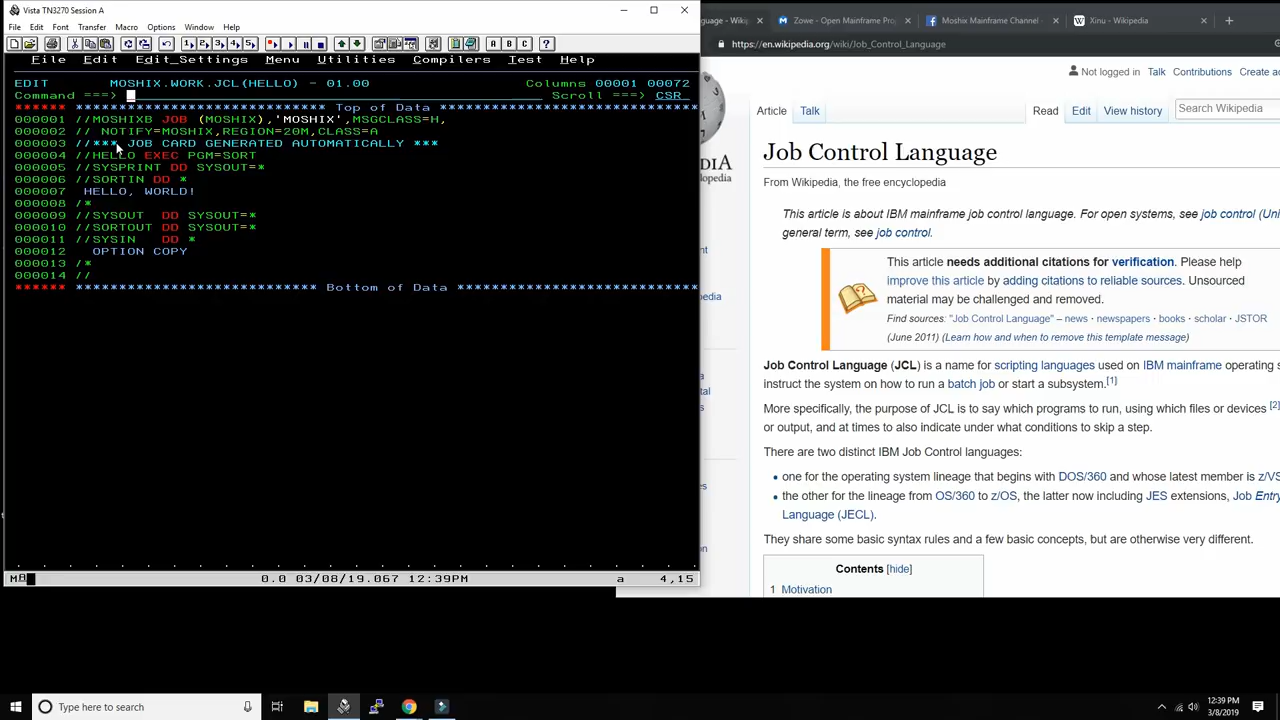 Vista TN3270 Session A
File Edit Font Transfer Macro Options Window Help
A B C ?
File Edit Edit_Settings Menu Utilities Compilers Test Help
EDIT MOSHIX.WORK.JCL(HELLO) - 01.00 Columns 00001 00072
Command ===> Scroll ===> CSR
****** **************************** Top of Data ****************************
000001 //MOSHIXB JOB (MOSHIX),'MOSHIX',MSGCLASS=H,
000002 // NOTIFY=MOSHIX,REGION=20M,CLASS=A
000003 //*** JOB CARD GENERATED AUTOMATICALLY ***
000004 //HELLO EXEC PGM=SORT
000005 //SYSPRINT DD SYSOUT=*
000006 //SORTIN DD *
000007 HELLO, WORLD!
000008 /*
000009 //SYSOUT DD SYSOUT=*
000010 //SORTOUT DD SYSOUT=*
000011 //SYSIN DD *
000012 OPTION COPY
000013 /*
000014 //
****** **************************** Bottom of Data ****************************
0.0 03/08/19.067 12:39PM a 4,15
nguage - Wiki
Zowe - Open Mainframe Pro
Moshix Mainframe Channel -
Xinu - Wikipedia
https://en.wikipedia.org/wiki/Job_Control_Language
Not logged in Talk Contributions Create ac
Article Talk Read Edit View history Search Wikipedia
Job Control Language
From Wikipedia, the free encyclopedia
This article is about IBM mainframe job control language. For open systems, see job control (Uni
general term, see job control.
This article needs additional citations for verification. Please help
improve this article by adding citations to reliable sources. Unsourced
material may be challenged and removed.
Find sources: "Job Control Language" – news · newspapers · books · scholar · JSTOR
(June 2011) (Learn how and when to remove this template message)
Job Control Language (JCL) is a name for scripting languages used on IBM mainframe operating s
instruct the system on how to run a batch job or start a subsystem.[1]
More specifically, the purpose of JCL is to say which programs to run, using which files or devices [2]
or output, and at times to also indicate under what conditions to skip a step.
There are two distinct IBM Job Control languages:
one for the operating system lineage that begins with DOS/360 and whose latest member is z/VS
the other for the lineage from OS/360 to z/OS, the latter now including JES extensions, Job Entry
Language (JECL).
They share some basic syntax rules and a few basic concepts, but are otherwise very different.
Contents [hide]
1 Motivation
Type here to search
12:39 PM
3/8/2019